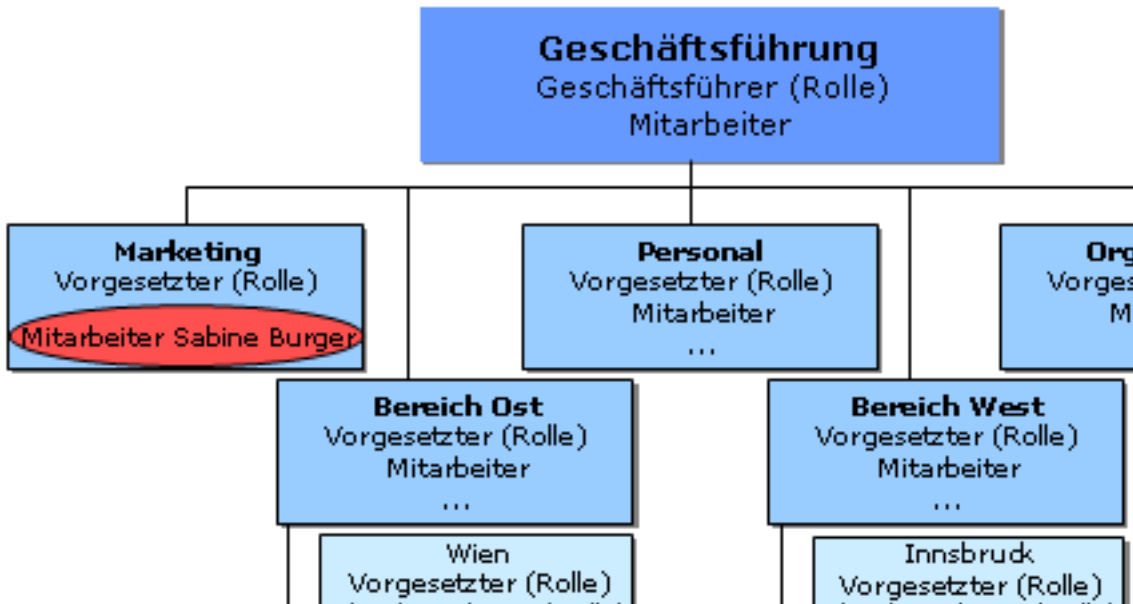 Geschäftsführung
Geschäftsführer (Rolle)
Mitarbeiter
Marketing
Vorgesetzter (Rolle)
Mitarbeiter Sabine Burger
Personal
Vorgesetzter (Rolle)
Mitarbeiter
...
Bereich Ost
Vorgesetzter (Rolle)
Mitarbeiter
...
Bereich West
Vorgesetzter (Rolle)
Mitarbeiter
...
Wien
Vorgesetzter (Rolle)
Innsbruck
Vorgesetzter (Rolle)